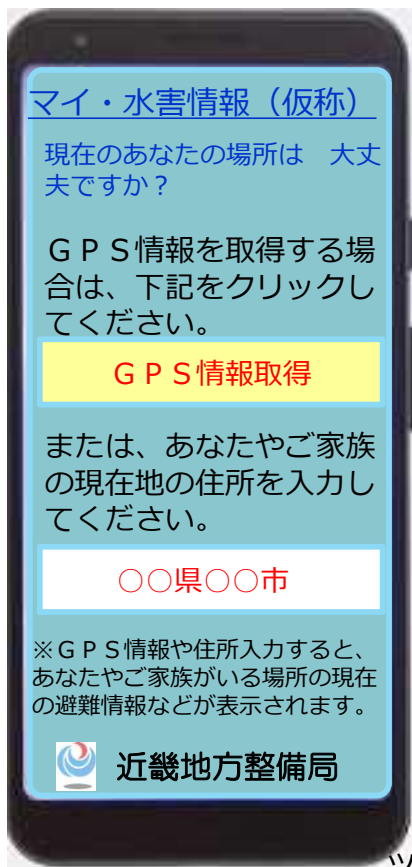 マイ・水害情報（仮称）
現在のあなたの場所は　大丈
夫ですか？
ＧＰＳ情報を取得する場
合は、下記をクリックし
てください。
ＧＰＳ情報取得
または、あなたやご家族
の現在地の住所を入力し
てください。
○○県○○市
※ＧＰＳ情報や住所入力すると、
あなたやご家族がいる場所の現在
の避難情報などが表示されます。
近畿地方整備局